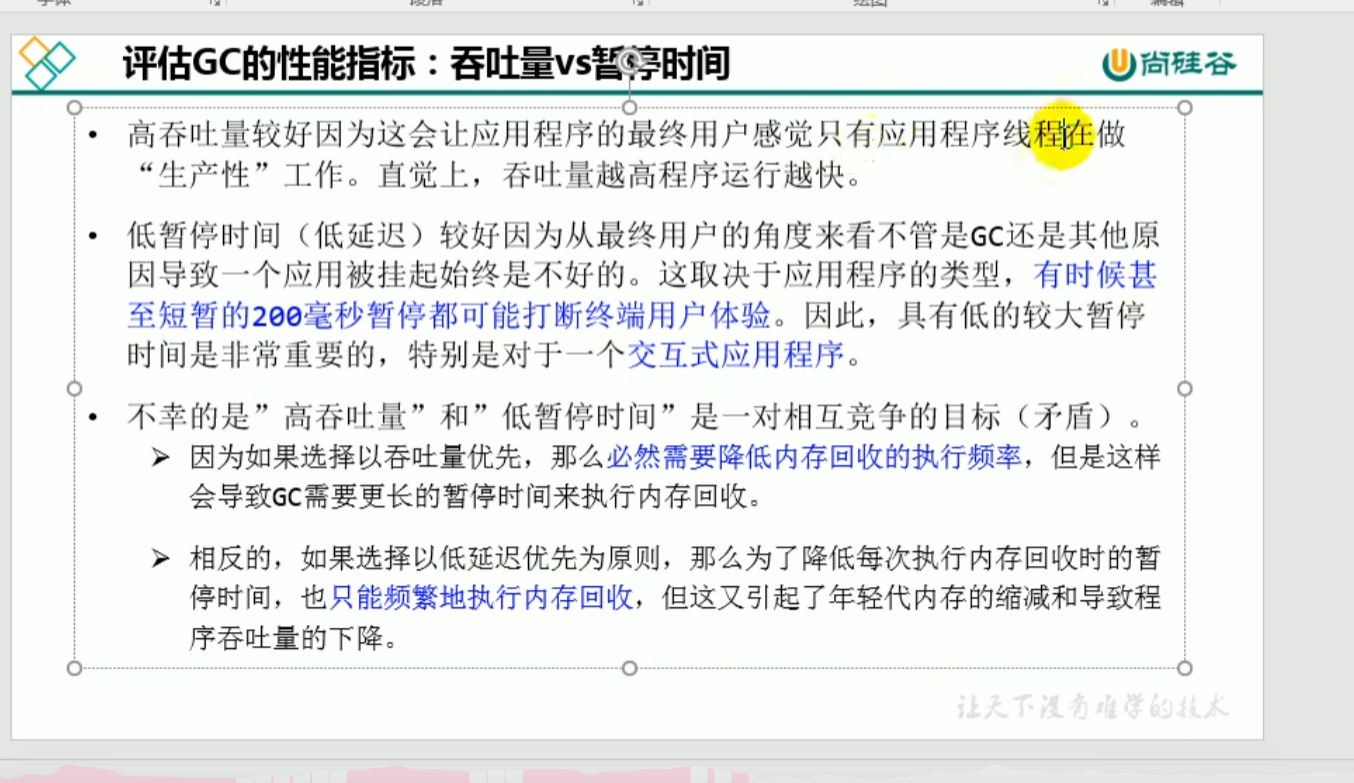 评估GC的性能指标：吞吐量vs暂停时间
尚硅谷
• 高吞吐量较好因为这会让应用程序的最终用户感觉只有应用程序线程在做
“生产性”工作。直觉上，吞吐量越高程序运行越快。
• 低暂停时间（低延迟）较好因为从最终用户的角度来看不管是GC还是其他原
因导致一个应用被挂起始终是不好的。这取决于应用程序的类型，有时候甚
至短暂的200毫秒暂停都可能打断终端用户体验。因此，具有低的较大暂停
时间是非常重要的，特别是对于一个交互式应用程序。
• 不幸的是”高吞吐量”和”低暂停时间”是一对相互竞争的目标（矛盾）。
➢ 因为如果选择以吞吐量优先，那么必然需要降低内存回收的执行频率，但是这样
会导致GC需要更长的暂停时间来执行内存回收。
➢ 相反的，如果选择以低延迟优先为原则，那么为了降低每次执行内存回收时的暂
停时间，也只能频繁地执行内存回收，但这又引起了年轻代内存的缩减和导致程
序吞吐量的下降。
让天下没有难学的技术